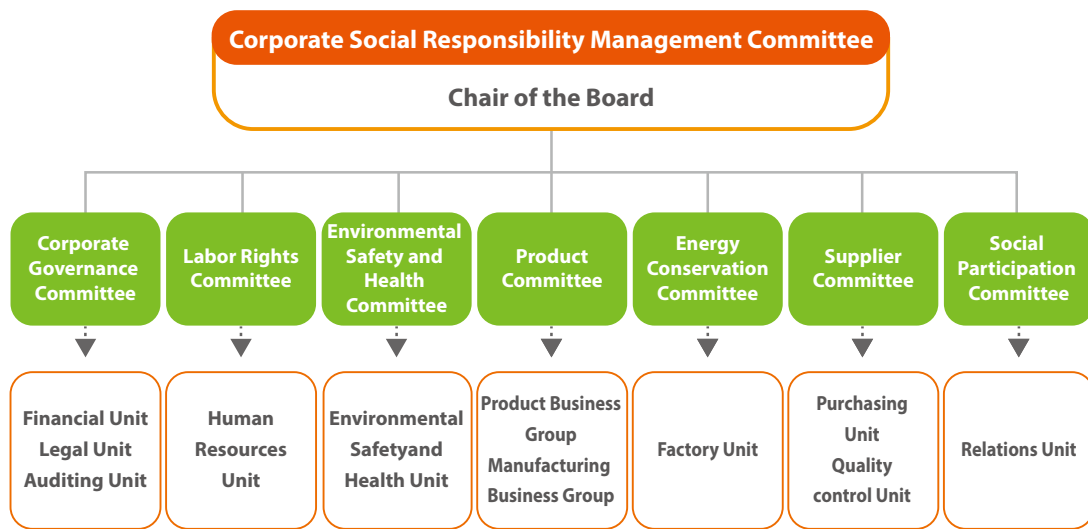 Corporate Social Responsibility Management Committee
Chair of the Board
Corporate
Governance
Committee
Labor Rights
Committee
Environmental
Safety and
Health
Committee
Product
Committee
Energy
Conservation
Committee
Supplier
Committee
Social
Participation
Committee
Financial Unit
Legal Unit
Auditing Unit
Human
Resources
Unit
Environmental
Safetyand
Health Unit
Product Business
Group
Manufacturing
Business Group
Factory Unit
Purchasing
Unit
Quality
control Unit
Relations Unit